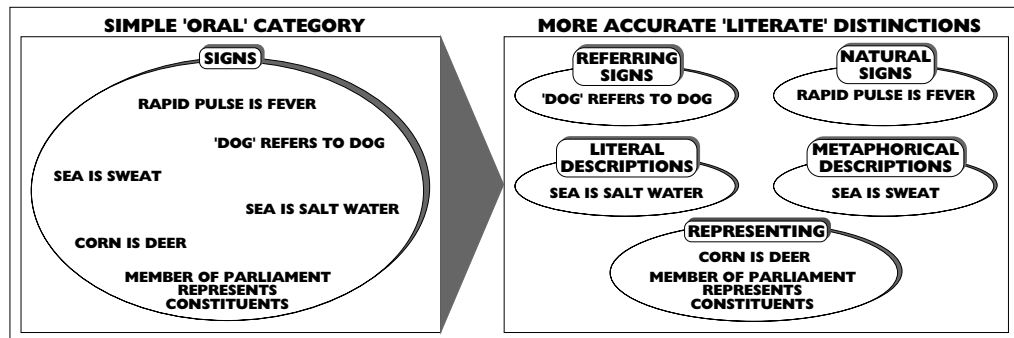 SIMPLE 'ORAL' CATEGORY
SIGNS
RAPID PULSE IS FEVER
'DOG' REFERS TO DOG
SEA IS SWEAT
SEA IS SALT WATER
CORN IS DEER
MEMBER OF PARLIAMENT
REPRESENTS
CONSTITUENTS
MORE ACCURATE 'LITERATE' DISTINCTIONS
REFERRING
SIGNS
'DOG' REFERS TO DOG
NATURAL
SIGNS
RAPID PULSE IS FEVER
LITERAL
DESCRIPTIONS
SEA IS SALT WATER
METAPHORICAL
DESCRIPTIONS
SEA IS SWEAT
REPRESENTING
CORN IS DEER
MEMBER OF PARLIAMENT
REPRESENTS
CONSTITUENTS